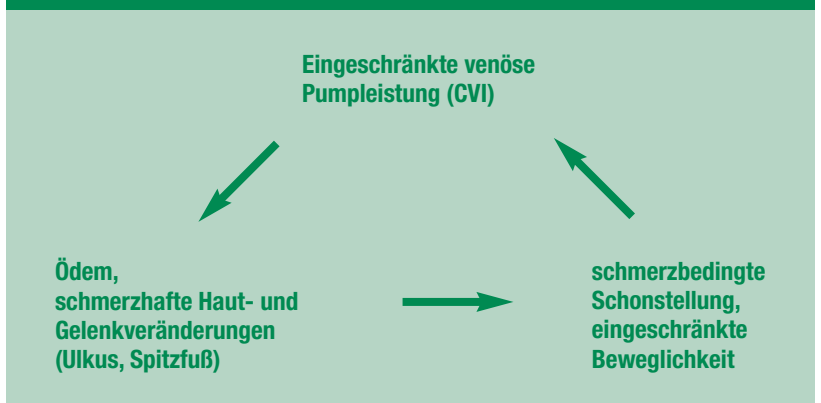 Eingeschränkte venöse
Pumpleistung (CVI)
Ödem,
schmerzhafte Haut- und
Gelenkveränderungen
(Ulkus, Spitzfuß)
schmerzbedingte
Schonstellung,
eingeschränkte
Beweglichkeit